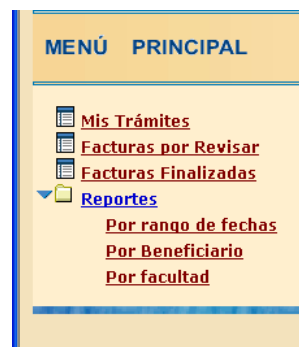 MENÚ PRINCIPAL
Mis Trámites
Facturas por Revisar
Facturas Finalizadas
Reportes
Por rango de fechas
Por Beneficiario
Por facultad